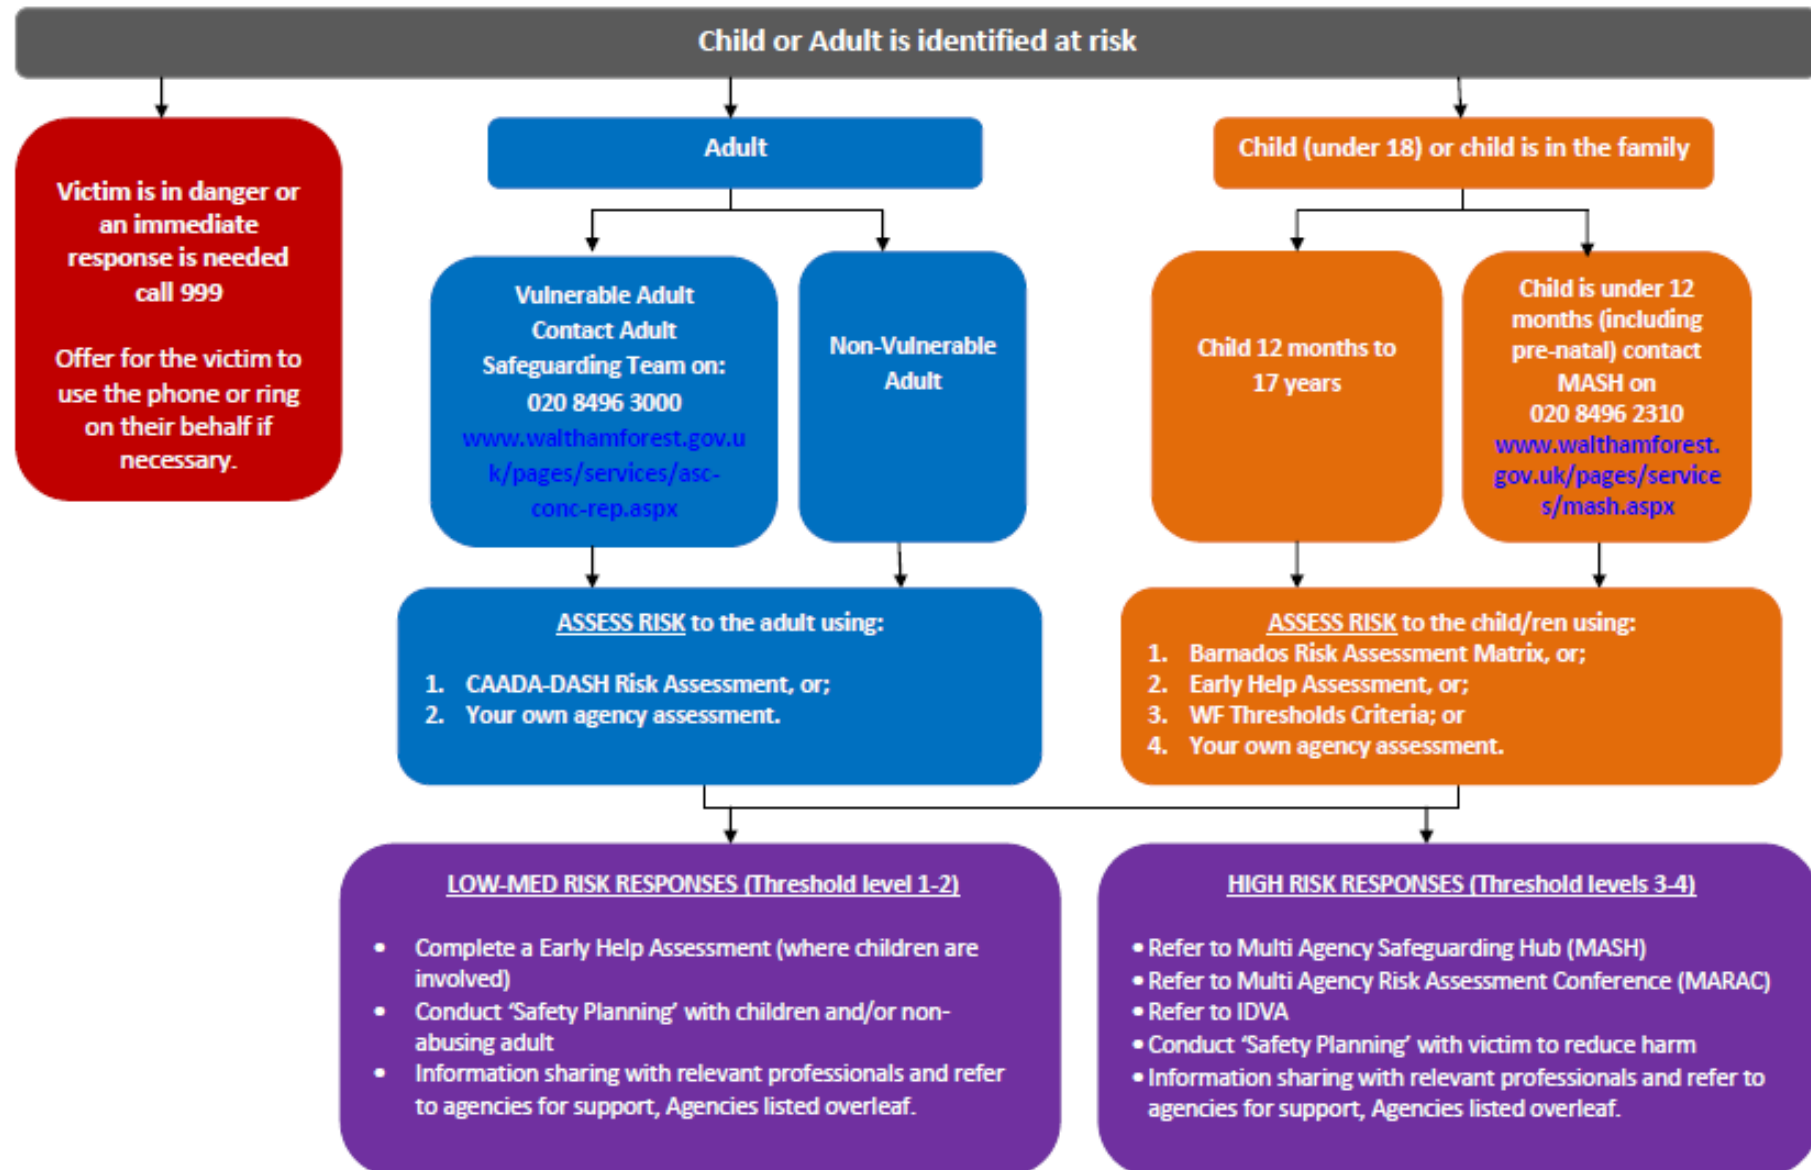 Child or Adult is identified at risk
Victim is in danger or
an immediate
response is needed
call 999
Offer for the victim to
use the phone or ring
on their behalf if
necessary.
Adult
Vulnerable Adult
Contact Adult
Safeguarding Team on:
020 8496 3000
www.walthamforest.gov.u
k/pages/services/asc-
conc-rep.aspx
Non-Vulnerable
Adult
Child (under 18) or child is in the family
Child 12 months to
17 years
Child is under 12
months (including
pre-natal) contact
MASH on
020 8496 2310
www.walthamforest.
gov.uk/pages/service
s/mash.aspx
ASSESS RISK to the adult using:
1. CAADA-DASH Risk Assessment, or;
2. Your own agency assessment.
ASSESS RISK to the child/ren using:
1. Barnados Risk Assessment Matrix, or;
2. Early Help Assessment, or;
3. WF Thresholds Criteria; or
4. Your own agency assessment.
LOW-MED RISK RESPONSES (Threshold level 1-2)
• Complete a Early Help Assessment (where children are
involved)
• Conduct ‘Safety Planning’ with children and/or non-
abusing adult
• Information sharing with relevant professionals and refer
to agencies for support, Agencies listed overleaf.
HIGH RISK RESPONSES (Threshold levels 3-4)
• Refer to Multi Agency Safeguarding Hub (MASH)
• Refer to Multi Agency Risk Assessment Conference (MARAC)
• Refer to IDVA
• Conduct ‘Safety Planning’ with victim to reduce harm
• Information sharing with relevant professionals and refer to
agencies for support, Agencies listed overleaf.